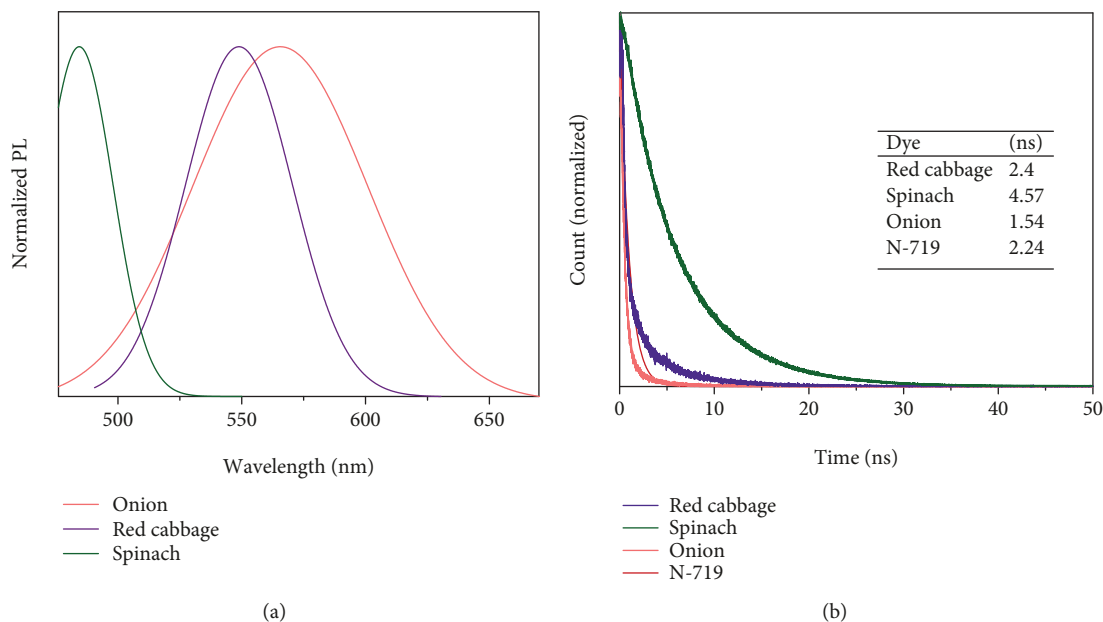 Normalized PL
500
550
600
650
Wavelength (nm)
Onion
Red cabbage
Spinach
(a)
Count (normalized)
Dye (ns)
Red cabbage 2.4
Spinach 4.57
Onion 1.54
N-719 2.24
0
10
20
30
40
50
Time (ns)
Red cabbage
Spinach
Onion
N-719
(b)